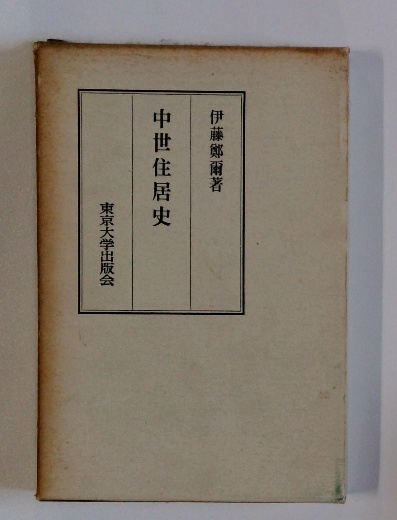 伊藤鄭爾著
中世住居史
東京大学出版会